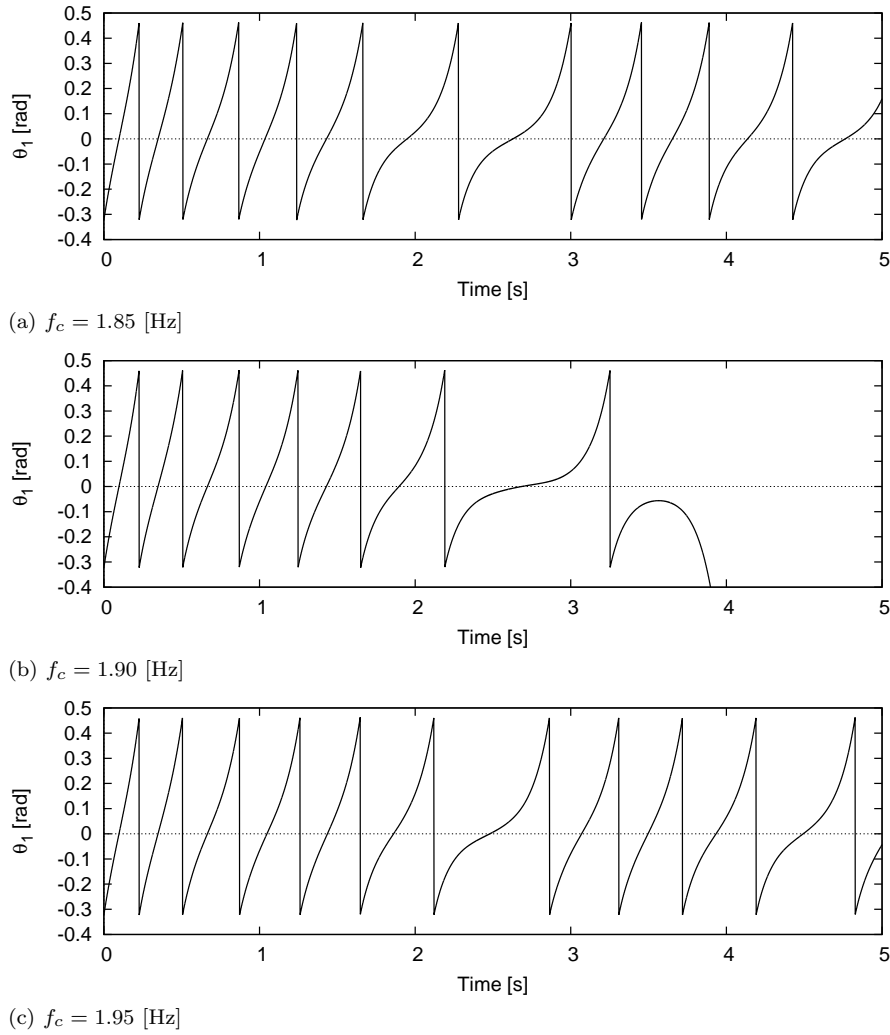 0.5
0.4
0.3
0.2
0.1
0
-0.1
-0.2
-0.3
-0.4
θ1 [rad]
0 1 2 3 4 5
Time [s]
(a) fc = 1.85 [Hz]
0.5
0.4
0.3
0.2
0.1
0
-0.1
-0.2
-0.3
-0.4
θ1 [rad]
0 1 2 3 4 5
Time [s]
(b) fc = 1.90 [Hz]
0.5
0.4
0.3
0.2
0.1
0
-0.1
-0.2
-0.3
-0.4
θ1 [rad]
0 1 2 3 4 5
Time [s]
(c) fc = 1.95 [Hz]